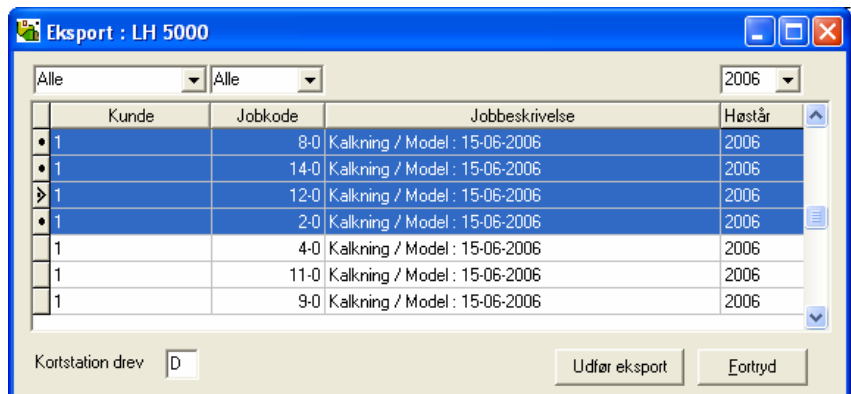 Eksport : LH 5000
Alle Alle 2006
Kunde Jobkode Jobbeskrivelse Høstår
1 8-0 Kalkning / Model : 15-06-2006 2006
1 14-0 Kalkning / Model : 15-06-2006 2006
1 12-0 Kalkning / Model : 15-06-2006 2006
1 2-0 Kalkning / Model : 15-06-2006 2006
1 4-0 Kalkning / Model : 15-06-2006 2006
1 11-0 Kalkning / Model : 15-06-2006 2006
1 9-0 Kalkning / Model : 15-06-2006 2006
Kortstation drev D Udfør eksport Fortryd